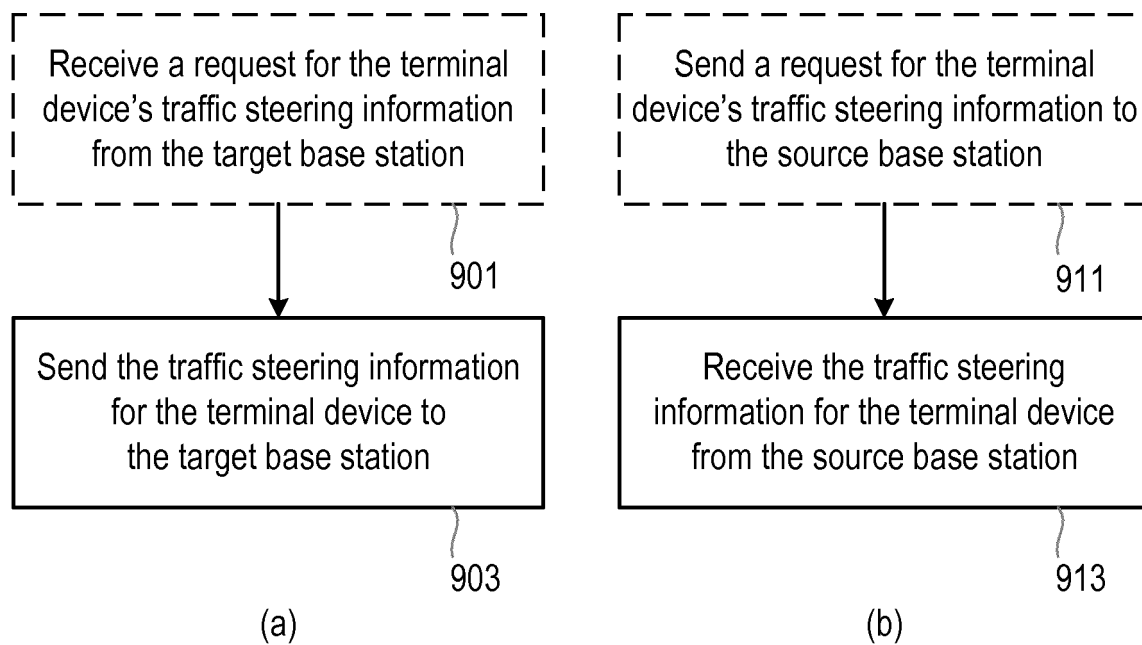 Receive a request for the terminal
device’s traffic steering information
from the target base station
901
Send the traffic steering information
for the terminal device to
the target base station
903
(a)
Send a request for the terminal
device’s traffic steering information to
the source base station
911
Receive the traffic steering
information for the terminal device
from the source base station
913
(b)